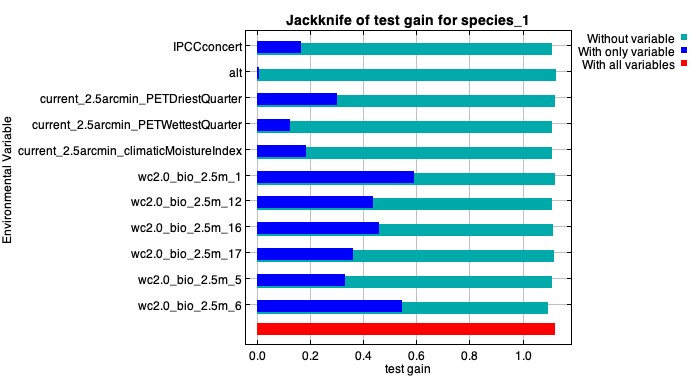 Jackknife of test gain for species_1
Without variable
With only variable
With all variables
Environmental Variable
IPCCconcert
alt
current_2.5arcmin_PETDriestQuarter
current_2.5arcmin_PETWettestQuarter
current_2.5arcmin_climaticMoistureIndex
wc2.0_bio_2.5m_1
wc2.0_bio_2.5m_12
wc2.0_bio_2.5m_16
wc2.0_bio_2.5m_17
wc2.0_bio_2.5m_5
wc2.0_bio_2.5m_6
0.0 0.2 0.4 0.6 0.8 1.0
test gain